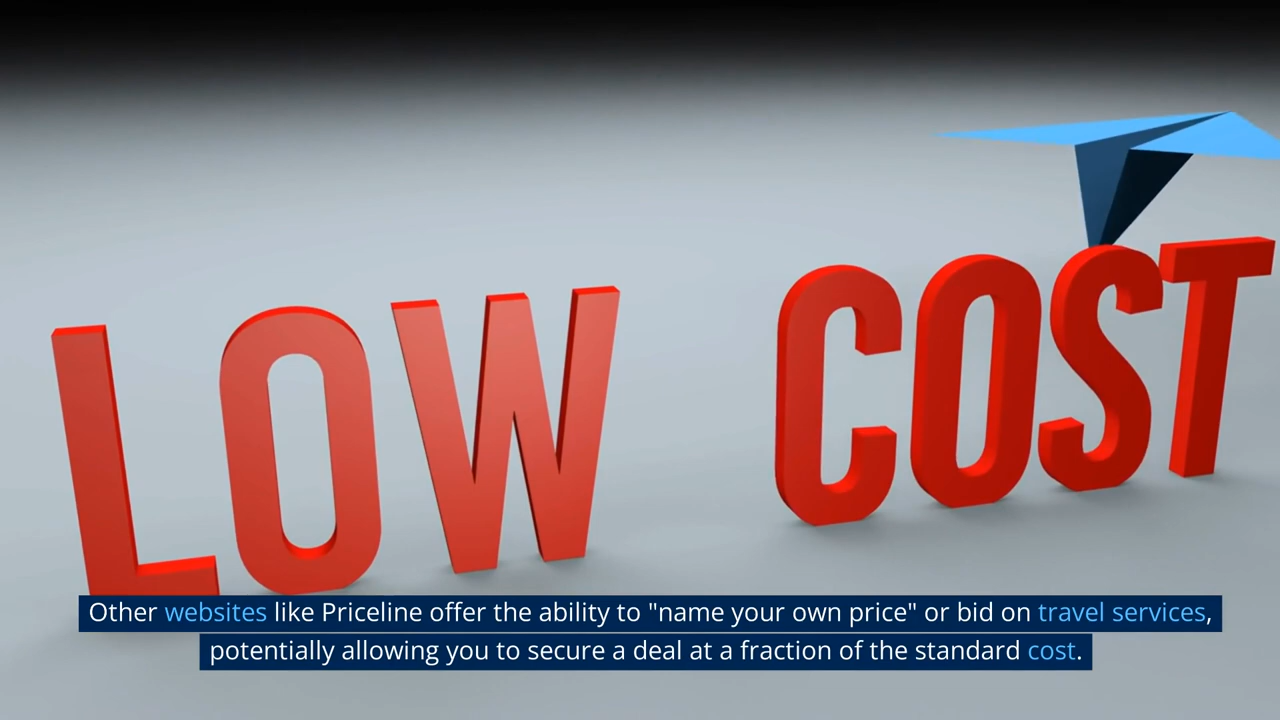 LOW COST
Other websites like Priceline offer the ability to "name your own price" or bid on travel services,
potentially allowing you to secure a deal at a fraction of the standard cost.